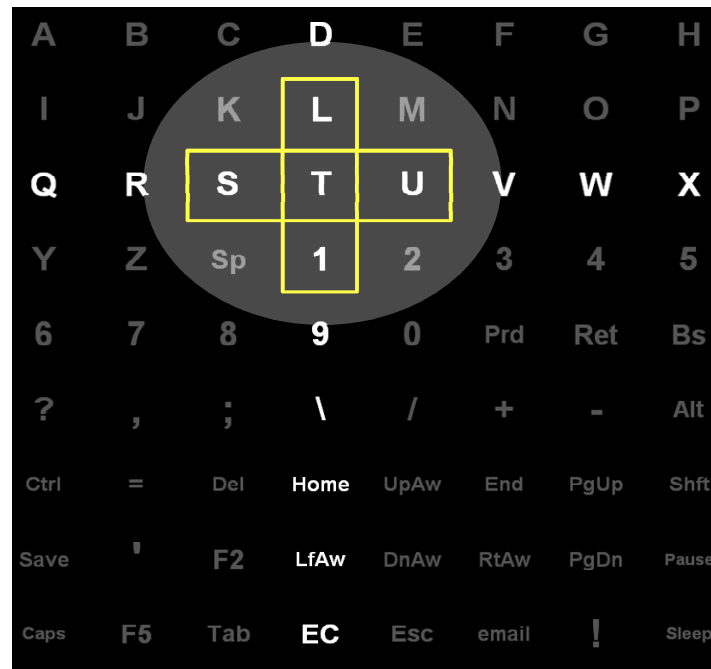 A B C D E F G H
I J K L M N O P
Q R S T U V W X
Y Z Sp 1 2 3 4 5
6 7 8 9 0 Prd Ret Bs
? , ; \ / + - Alt
Ctrl = Del Home UpAw End PgUp Shft
Save ' F2 LfAw DnAw RtAw PgDn Pause
Caps F5 Tab EC Esc email ! Sleep